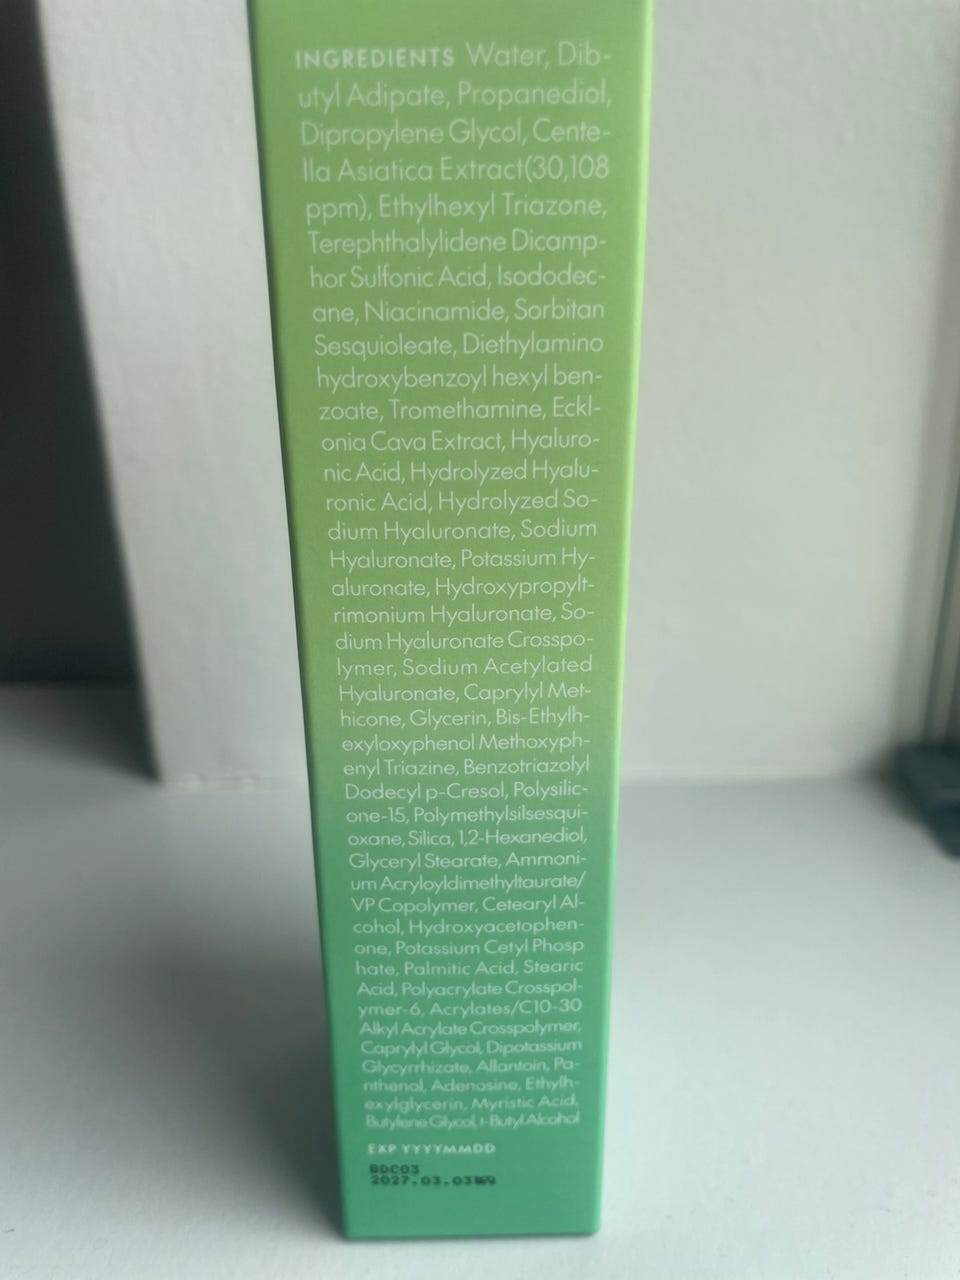 INGREDIENTS Water, Dib-
utyl Adipate, Propanediol,
Dipropylene Glycol, Cente-
lla Asiatica Extract(30,108
ppm), Ethylhexyl Triazone,
Terephthalylidene Dicamp-
hor Sulfonic Acid, Isododec-
ane, Niacinamide, Sorbitan
Sesquioleate, Diethylamino
hydroxybenzoyl hexyl ben-
zoate, Tromethamine, Eckl-
onia Cava Extract, Hyaluro-
nic Acid, Hydrolyzed Hyalu-
ronic Acid, Hydrolyzed So-
dium Hyaluronate, Sodium
Hyaluronate, Potassium Hy-
aluronate, Hydroxypropylt-
rimonium Hyaluronate, So-
dium Hyaluronate Crosspo-
lymer, Sodium Acetylated
Hyaluronate, Caprylyl Met-
hicone, Glycerin, Bis-Ethylh-
exyloxyphenol Methoxyph-
enyl Triazine, Benzotriazolyl
Dodecyl p-Cresol, Polysilic-
one-15, Polymethylsilsesqui-
oxane, Silica, 1,2-Hexanediol,
Glyceryl Stearate, Ammoni-
um Acryloyldimethyltaurate/
VP Copolymer, Cetearyl Al-
cohol, Hydroxyacetophen-
one, Potassium Cetyl Phosp
hate, Palmitic Acid, Stearic
Acid, Polyacrylate Crosspol-
ymer-6, Acrylates/C10-30
Alkyl Acrylate Crosspolymer,
Caprylyl Glycol, Dipotassium
Glycyrrhizate, Allantoin, Pa-
nthenol, Adenosine, Ethylh-
exylglycerin, Myristic Acid,
Butylene Glycol, t-Butyl Alcohol
EXP YYYYMMDD
BDC03
2027.03.03